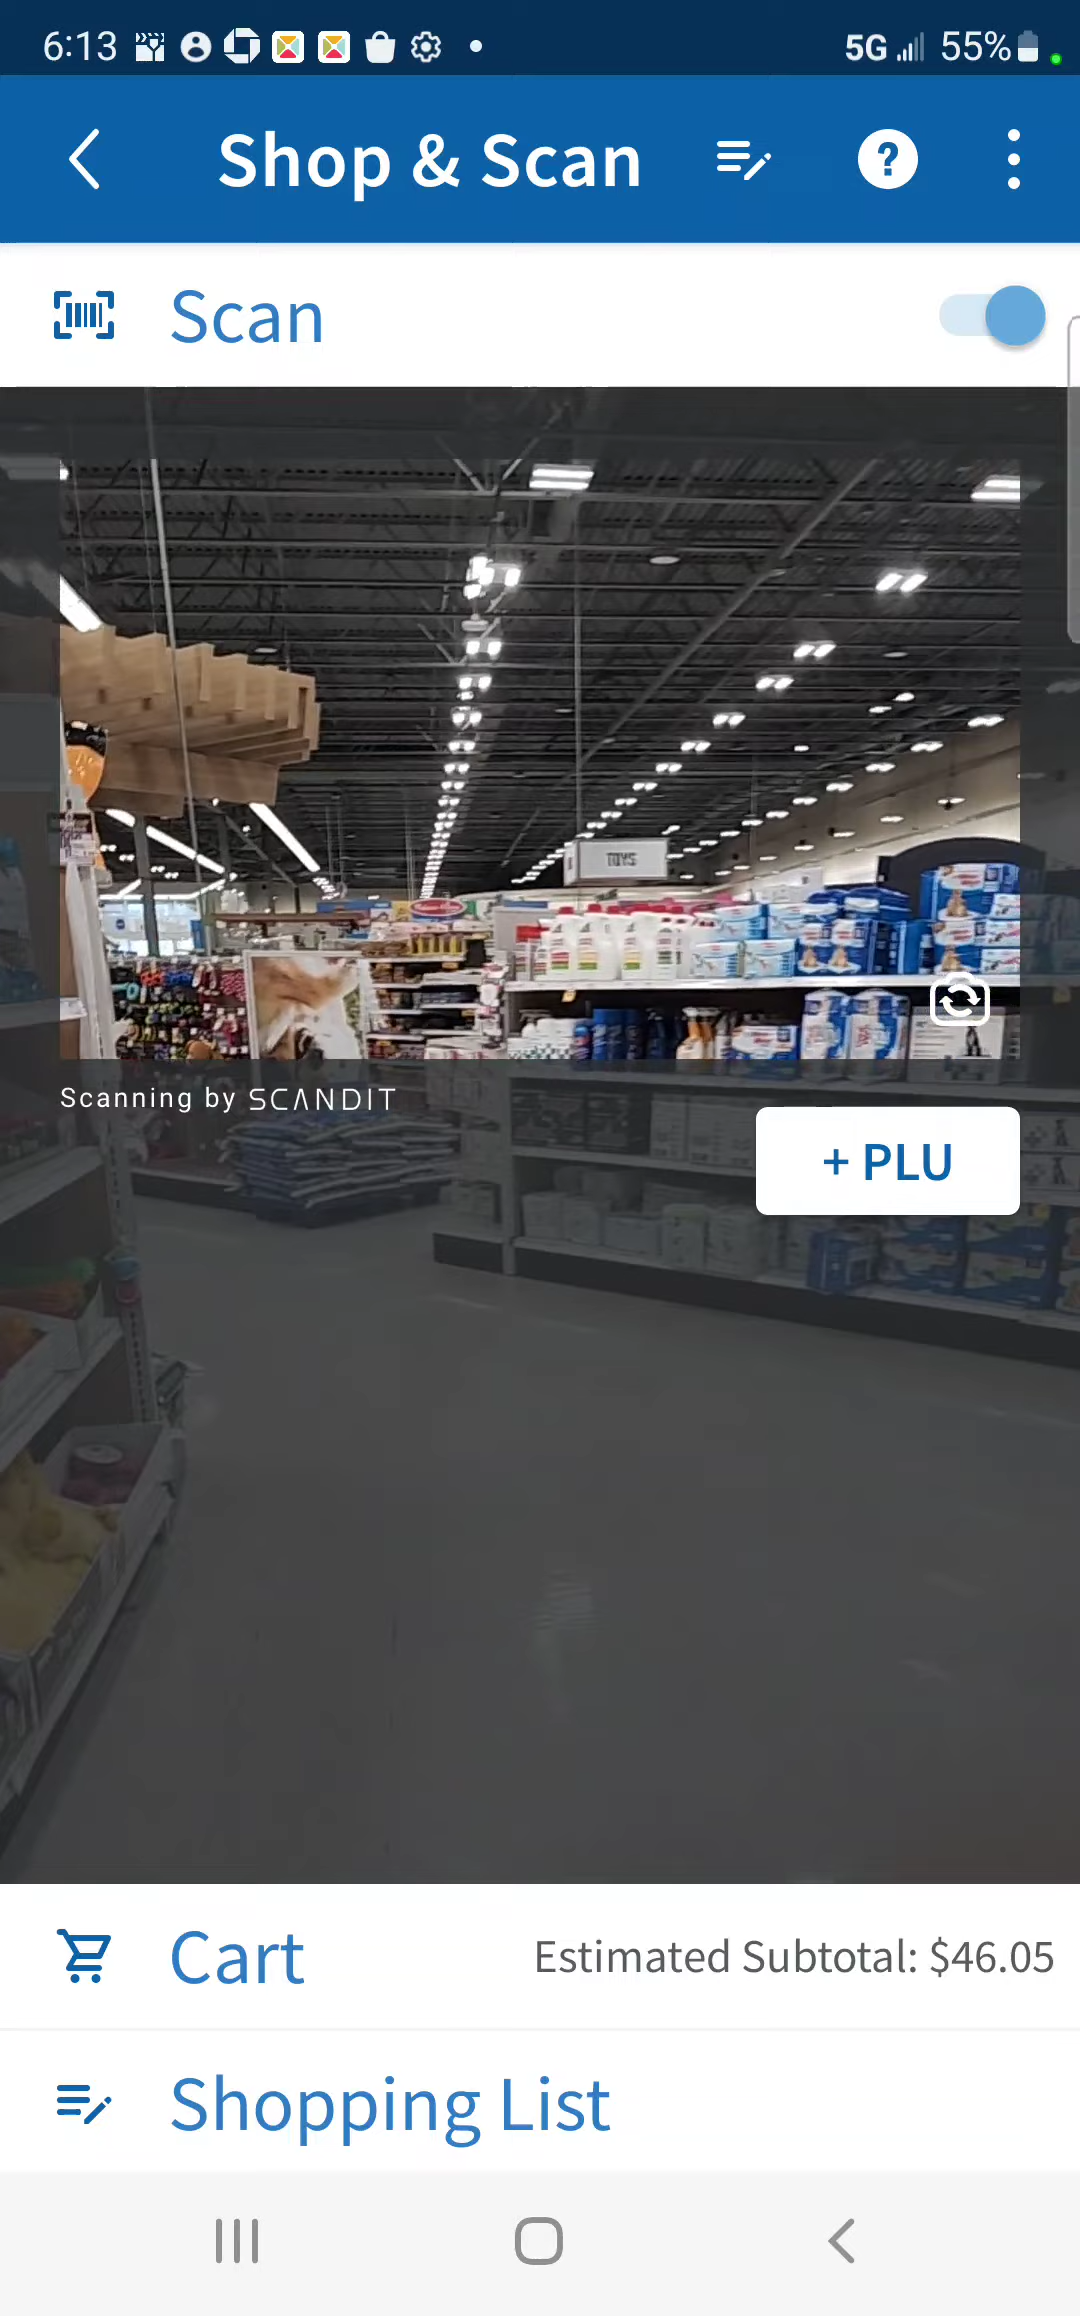 6:13
5G 55%
Shop & Scan
?
Scan
TOYS
Scanning by SCANDIT
+ PLU
Cart Estimated Subtotal: $46.05
Shopping List